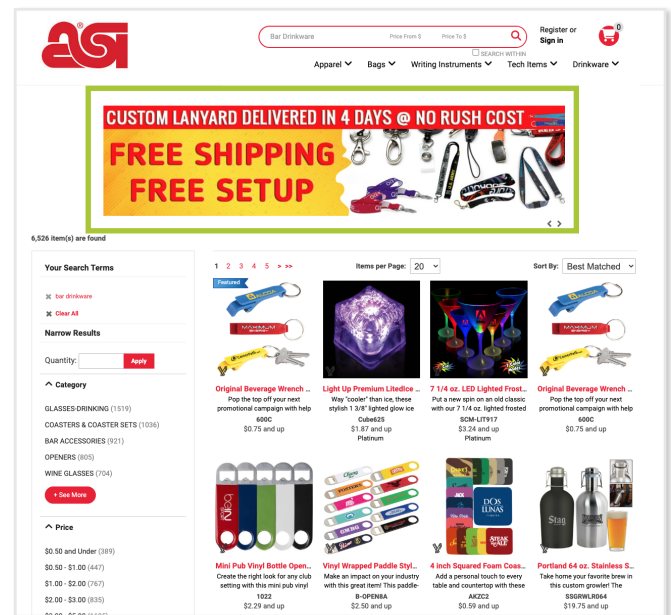 asi
®
Bar Drinkware Price From $ Price To $
SEARCH WITHIN
Register or
Sign in
0
Apparel Bags Writing Instruments Tech Items Drinkware
CUSTOM LANYARD DELIVERED IN 4 DAYS @ NO RUSH COST
FREE SHIPPING
FREE SETUP
6,526 item(s) are found
Your Search Terms
bar drinkware
Clear All
Narrow Results
Quantity: Apply
Category
GLASSES-DRINKING (1519)
COASTERS & COASTER SETS (1036)
BAR ACCESSORIES (921)
OPENERS (805)
WINE GLASSES (704)
+ See More
Price
$0.50 and Under (389)
$0.50 - $1.00 (447)
$1.00 - $2.00 (767)
$2.00 - $3.00 (835)
1 2 3 4 5 > >> Items per Page: 20 Sort By: Best Matched
Featured
ALCOA
MAXIMUM
Original Beverage Wrench ...
Pop the top off your next
promotional campaign with help
600C
$0.75 and up
Light Up Premium LitedIce ...
Way "cooler" than ice, these
stylish 1 3/8" lighted glow ice
Cube625
$1.87 and up
Platinum
7 1/4 oz. LED Lighted Frost...
Put a new spin on an old classic
with our 7 1/4 oz. lighted frosted
SCM-LIT917
$3.24 and up
Platinum
ALCOA
MAXIMUM
Original Beverage Wrench ...
Pop the top off your next
promotional campaign with help
600C
$0.75 and up
Mini Pub Vinyl Bottle Open...
Create the right look for any club
setting with this mini pub vinyl
1022
$2.29 and up
Vinyl Wrapped Paddle Styl...
Make an impact on your industry
with this great item! This paddle-
B-OPEN8A
$2.50 and up
DOS
LUNAS
STEAK
ALE
4 inch Squared Foam Coas...
Add a personal touch to every
table and countertop with these
AKZC2
$0.59 and up
Stag
Portland 64 oz. Stainless S...
Take home your favorite brew in
this custom growler! The
SSGRWLR064
$19.75 and up